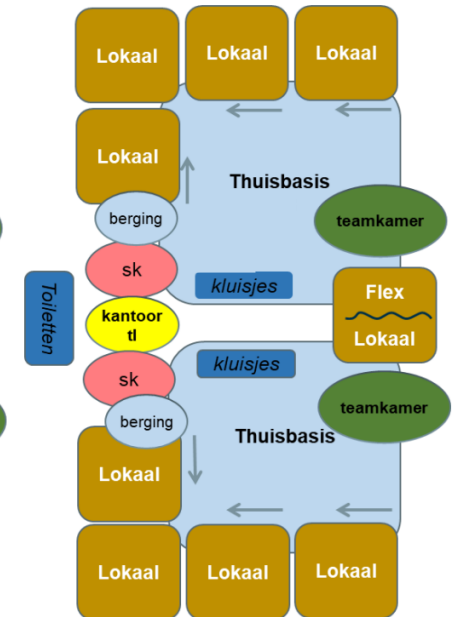 Lokaal
Lokaal
Lokaal
Lokaal
Thuisbasis
teamkamer
berging
sk
kluisjes
Flex
Lokaal
Toiletten
kantoor
tl
kluisjes
sk
teamkamer
berging
Thuisbasis
Lokaal
Lokaal
Lokaal
Lokaal